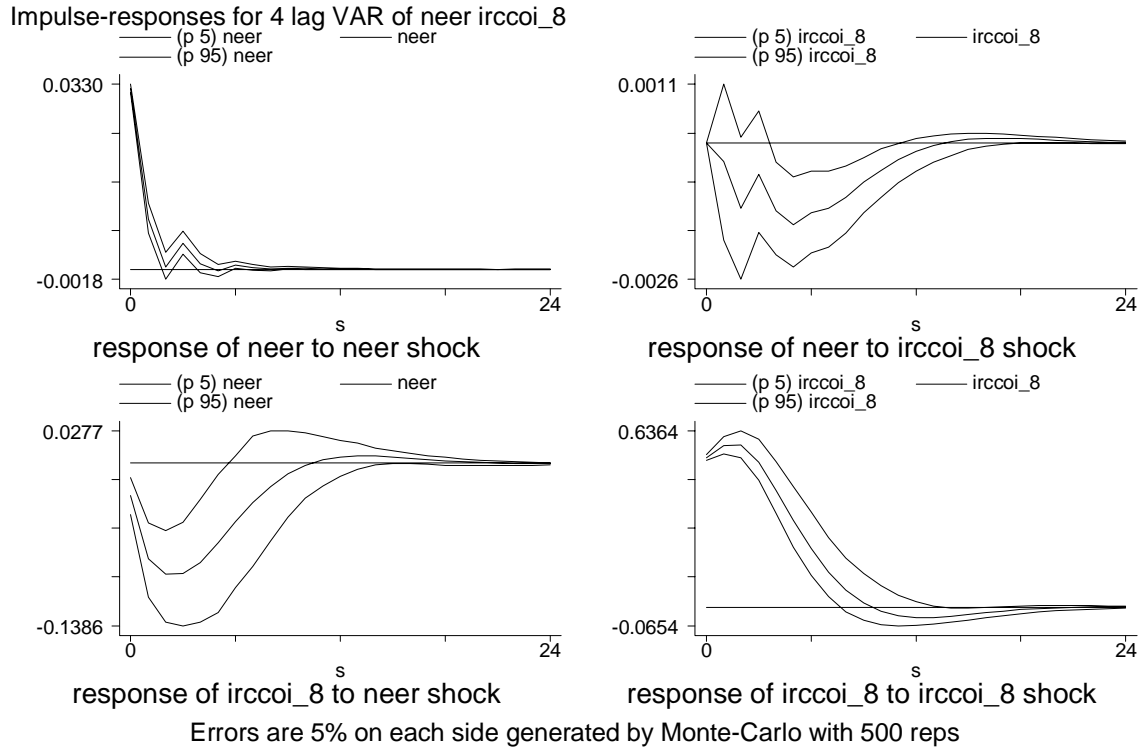 Impulse-responses for 4 lag VAR of neer irccoi_8
(p 5) neer neer
(p 95) neer
0.0330
-0.0018
0 24
s
response of neer to neer shock
(p 5) irccoi_8 irccoi_8
(p 95) irccoi_8
0.0011
-0.0026
0 24
s
response of neer to irccoi_8 shock
(p 5) neer neer
(p 95) neer
0.0277
-0.1386
0 24
s
response of irccoi_8 to neer shock
(p 5) irccoi_8 irccoi_8
(p 95) irccoi_8
0.6364
-0.0654
0 24
s
response of irccoi_8 to irccoi_8 shock
Errors are 5% on each side generated by Monte-Carlo with 500 reps